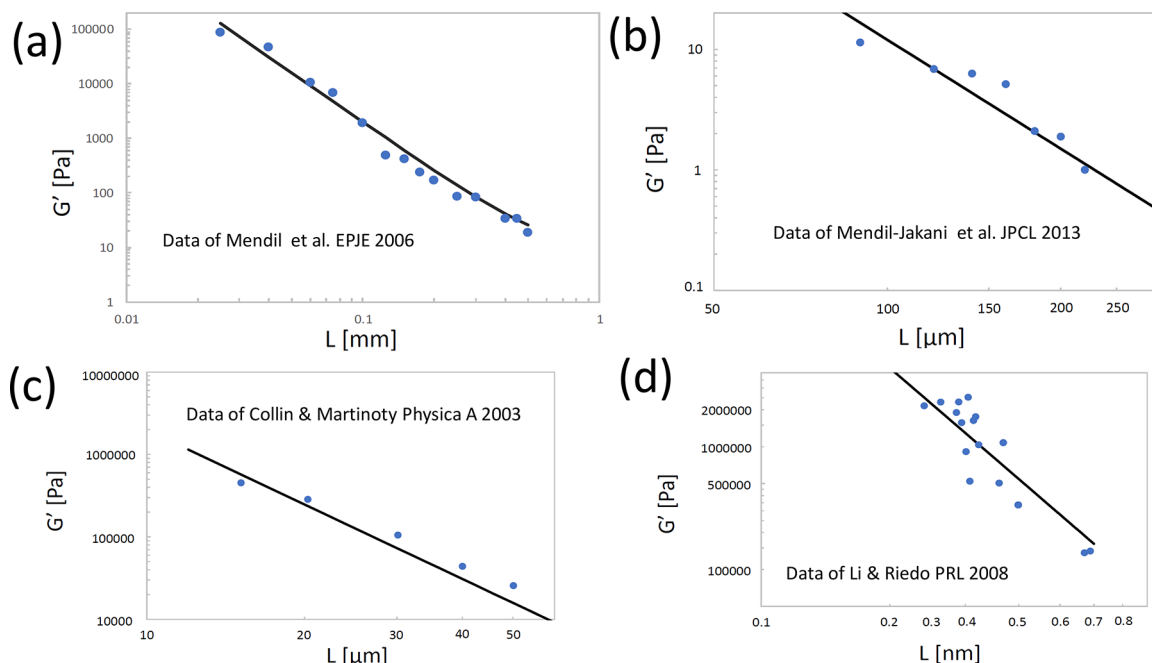 (a)
100000
10000
1000
100
10
1
G’ [Pa]
Data of Mendil et al. EPJE 2006
0.01
0.1
1
L [mm]
(b)
10
1
0.1
G’ [Pa]
Data of Mendil-Jakani et al. JPCL 2013
50
100
150
200
250
L [μm]
(c)
10000000
1000000
100000
10000
G’ [Pa]
Data of Collin & Martinoty Physica A 2003
10
20
30
40
50
L [μm]
(d)
2000000
1000000
500000
100000
G’ [Pa]
Data of Li & Riedo PRL 2008
0.1
0.2
0.3
0.4
0.5
0.6
0.7
0.8
L [nm]